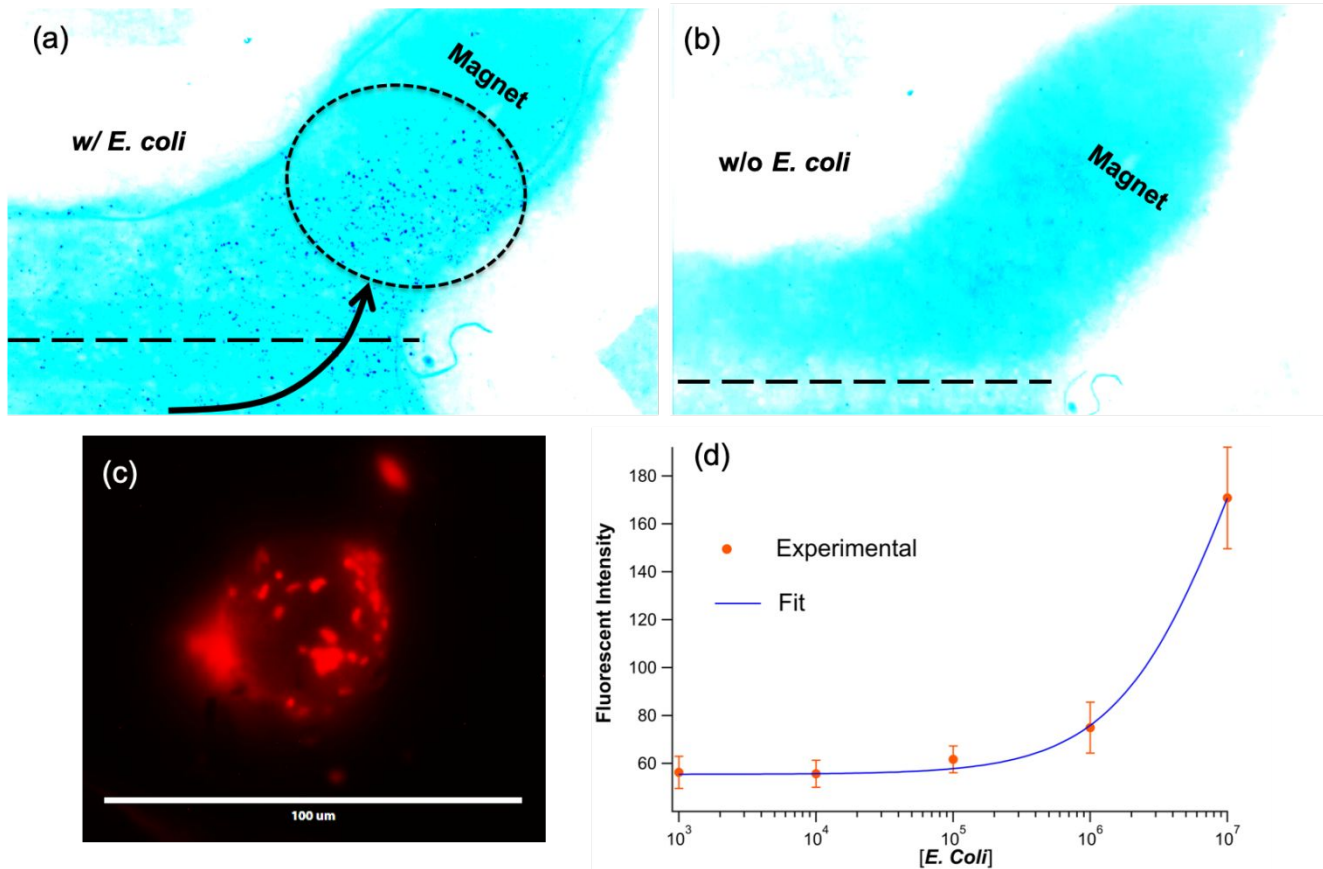 (a)
Magnet
w/ E. coli
(b)
w/o E. coli
Magnet
(c)
100 um
(d)
Fluorescent Intensity
180
160
140
120
100
80
60
Experimental
Fit
10³
10⁴
10⁵
10⁶
10⁷
[E. Coli]